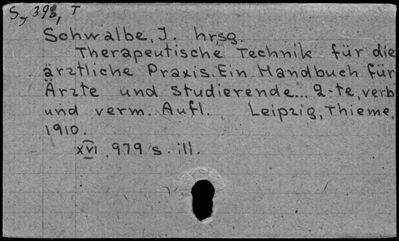 S, 398, T
Schwalbe, J. hrsg.
Therapeutische Technik für die
ärztliche Praxis. Ein Handbuch für
Ärzte und Studierende... 2-te, verb
und verm. Aufl. Leipzig, Thieme,
1910.
XVI, 979 s. ill.